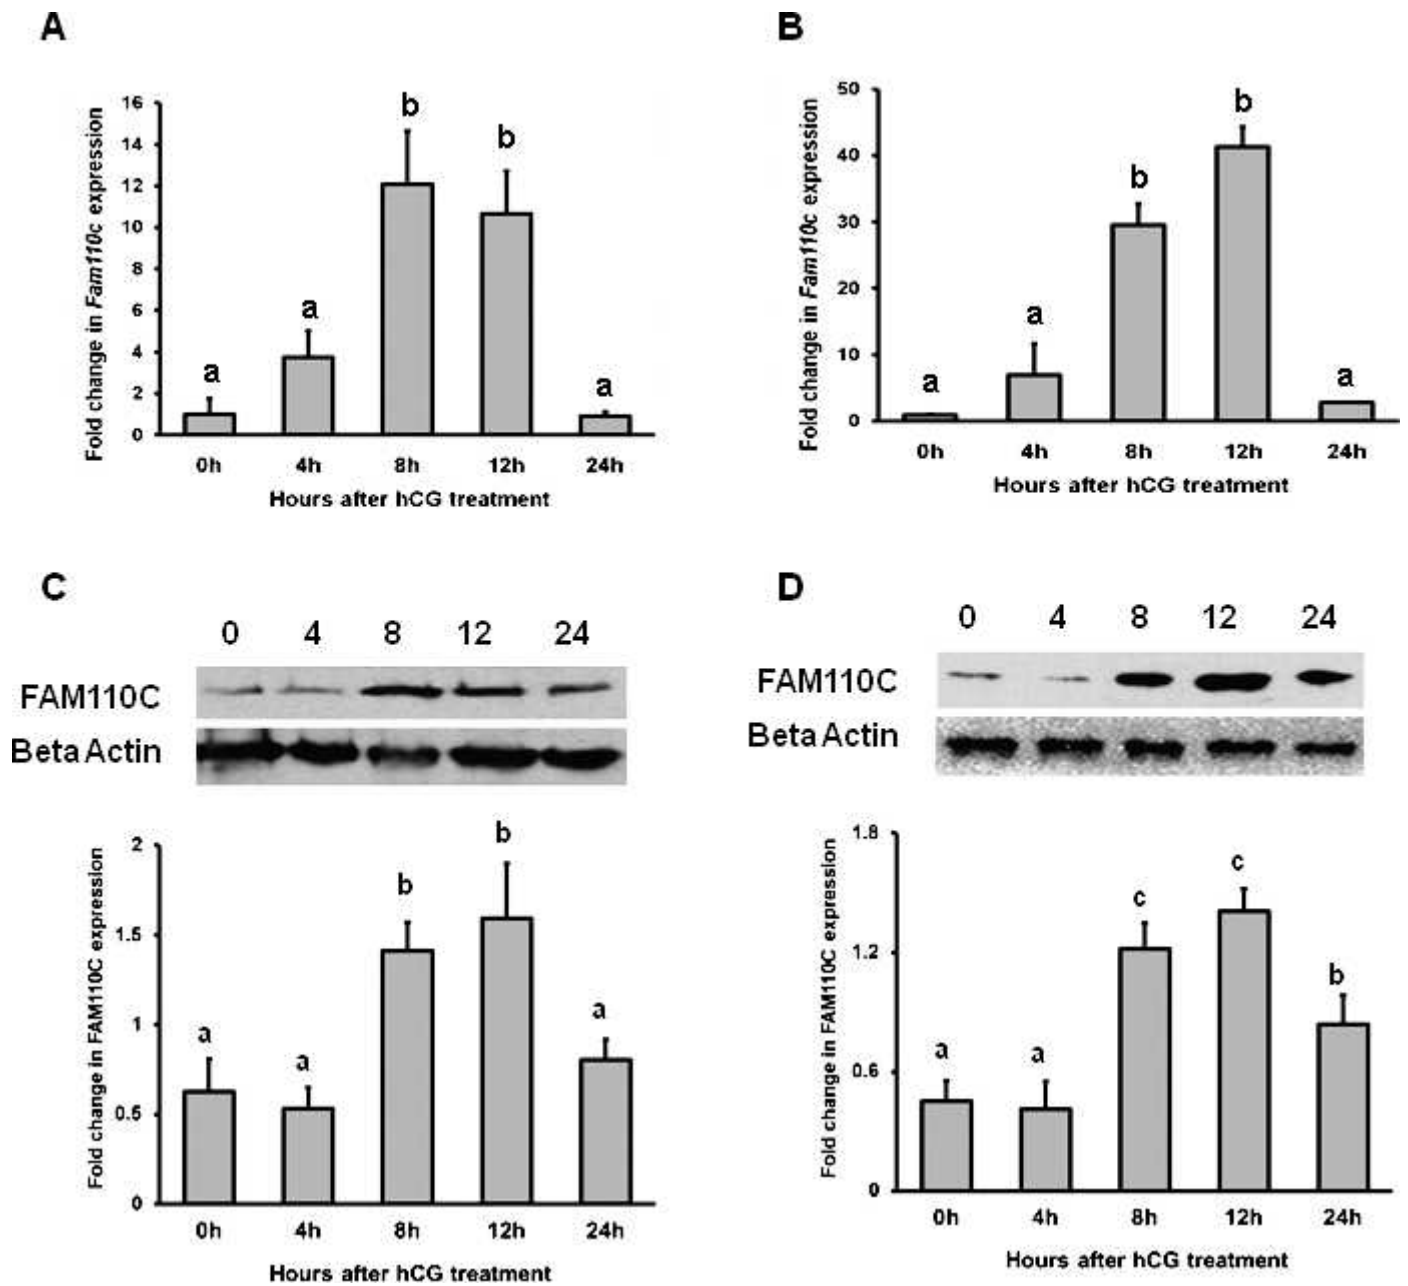 A
Fold change in Fam110c expression
16
14
12
10
8
6
4
2
0
a
a
b
b
a
0h 4h 8h 12h 24h
Hours after hCG treatment
B
Fold change in Fam110c expression
50
40
30
20
10
0
a
a
b
b
a
0h 4h 8h 12h 24h
Hours after hCG treatment
C
0 4 8 12 24
FAM110C
Beta Actin
Fold change in FAM110C expression
2
1.5
1
0.5
0
a
a
b
b
a
0h 4h 8h 12h 24h
Hours after hCG treatment
D
0 4 8 12 24
FAM110C
Beta Actin
Fold change in FAM110C expression
1.8
1.2
0.6
0
a
a
c
c
b
0h 4h 8h 12h 24h
Hours after hCG treatment